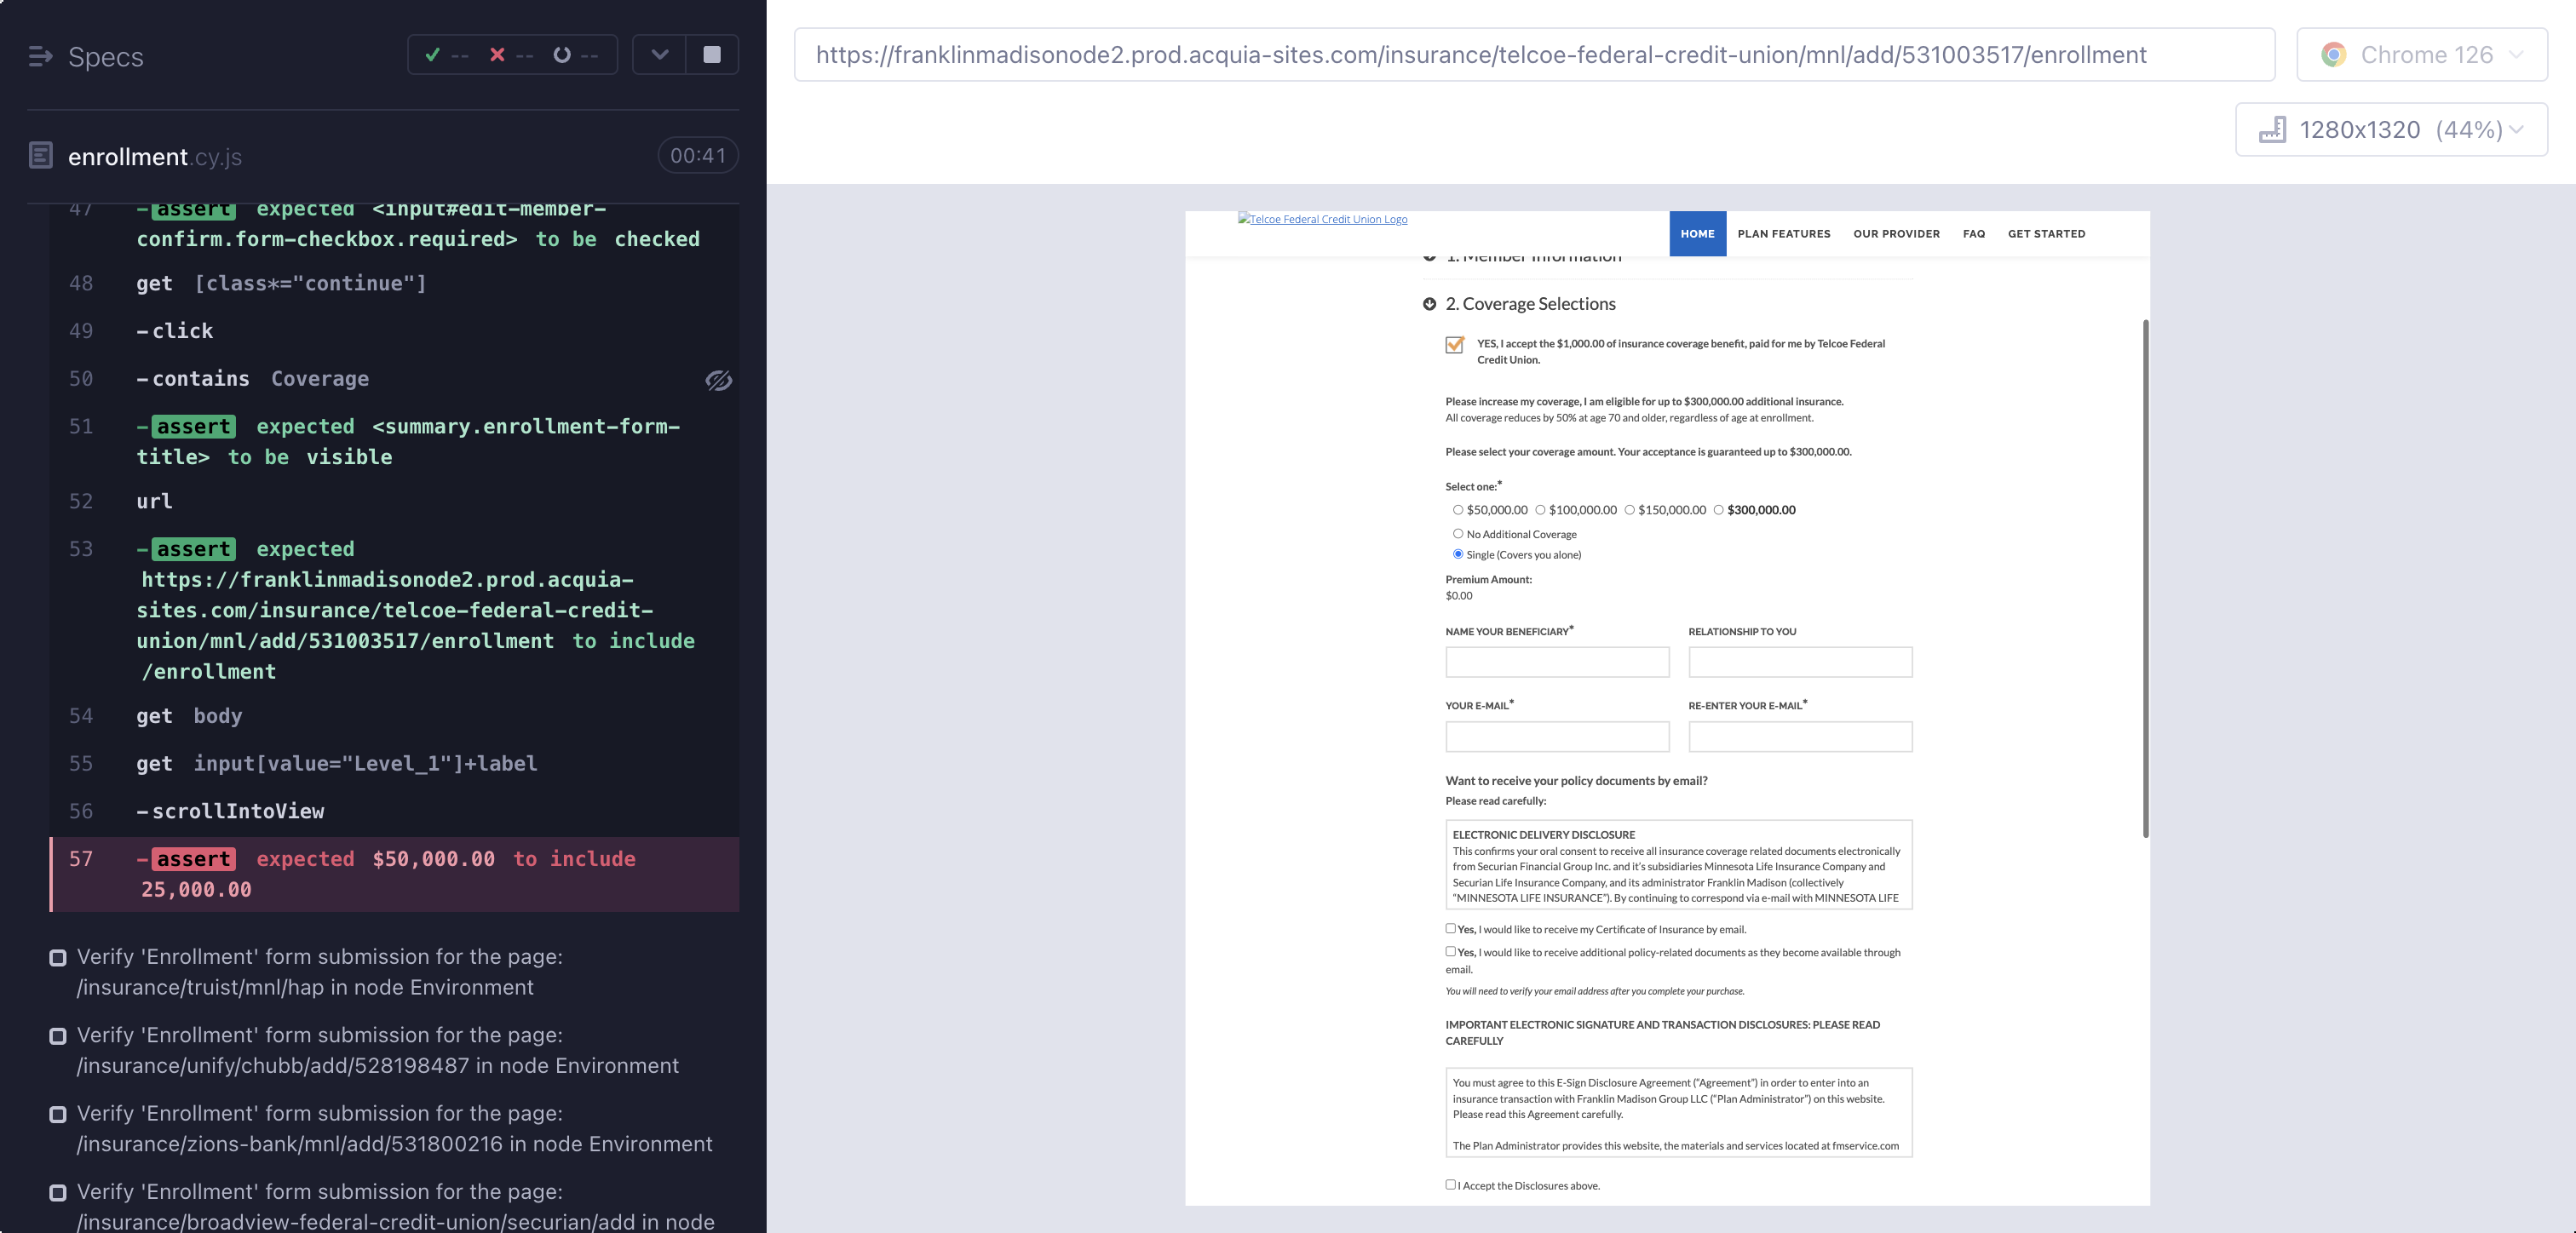 Specs
-- -- --
https://franklinmadisonode2.prod.acquia-sites.com/insurance/telcoe-federal-credit-union/mnl/add/531003517/enrollment
Chrome 126
1280x1320 (44%)
enrollment.cy.js
00:41
47 -assert expected <input#edit-member-
confirm.form-checkbox.required> to be checked
48 get [class*="continue"]
49 -click
50 -contains Coverage
51 -assert expected <summary.enrollment-form-
title> to be visible
52 url
53 -assert expected
https://franklinmadisonode2.prod.acquia-
sites.com/insurance/telcoe-federal-credit-
union/mnl/add/531003517/enrollment to include
/enrollment
54 get body
55 get input[value="Level_1"]+label
56 -scrollIntoView
57 -assert expected $50,000.00 to include
25,000.00
Verify 'Enrollment' form submission for the page:
/insurance/truist/mnl/hap in node Environment
Verify 'Enrollment' form submission for the page:
/insurance/unify/chubb/add/528198487 in node Environment
Verify 'Enrollment' form submission for the page:
/insurance/zions-bank/mnl/add/531800216 in node Environment
Verify 'Enrollment' form submission for the page:
/insurance/broadview-federal-credit-union/securian/add in node
Telcoe Federal Credit Union Logo
HOME PLAN FEATURES OUR PROVIDER FAQ GET STARTED
1. Member Information
2. Coverage Selections
YES, I accept the $1,000.00 of insurance coverage benefit, paid for me by Telcoe Federal
Credit Union.
Please increase my coverage, I am eligible for up to $300,000.00 additional insurance.
All coverage reduces by 50% at age 70 and older, regardless of age at enrollment.
Please select your coverage amount. Your acceptance is guaranteed up to $300,000.00.
Select one:*
$50,000.00 $100,000.00 $150,000.00 $300,000.00
No Additional Coverage
Single (Covers you alone)
Premium Amount:
$0.00
NAME YOUR BENEFICIARY* RELATIONSHIP TO YOU
YOUR E-MAIL* RE-ENTER YOUR E-MAIL*
Want to receive your policy documents by email?
Please read carefully:
ELECTRONIC DELIVERY DISCLOSURE
This confirms your oral consent to receive all insurance coverage related documents electronically
from Securian Financial Group Inc. and it's subsidiaries Minnesota Life Insurance Company and
Securian Life Insurance Company, and its administrator Franklin Madison (collectively
"MINNESOTA LIFE INSURANCE"). By continuing to correspond via e-mail with MINNESOTA LIFE
Yes, I would like to receive my Certificate of Insurance by email.
Yes, I would like to receive additional policy-related documents as they become available through
email.
You will need to verify your email address after you complete your purchase.
IMPORTANT ELECTRONIC SIGNATURE AND TRANSACTION DISCLOSURES: PLEASE READ
CAREFULLY
You must agree to this E-Sign Disclosure Agreement ("Agreement") in order to enter into an
insurance transaction with Franklin Madison Group LLC ("Plan Administrator") on this website.
Please read this Agreement carefully.
The Plan Administrator provides this website, the materials and services located at fmservice.com
I Accept the Disclosures above.